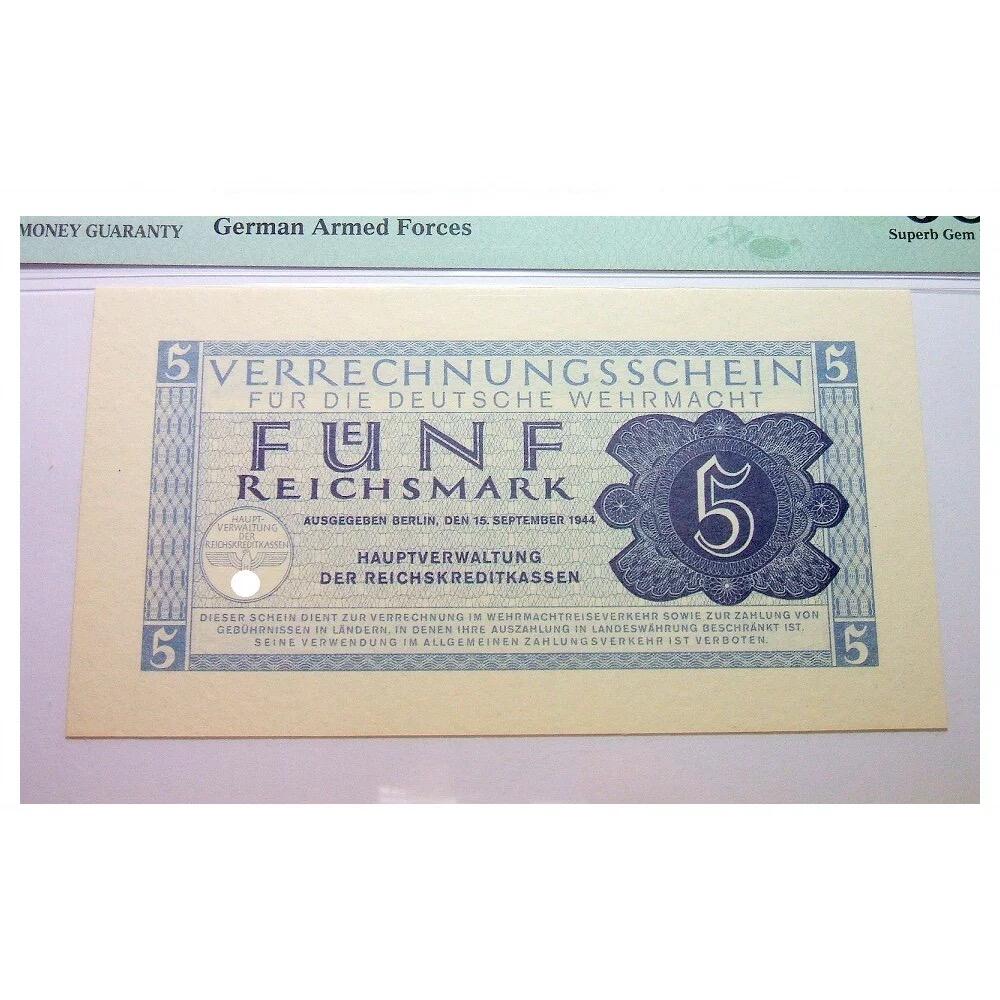 MONEY GUARANTY
German Armed Forces
Superb Gem
5 VERRECHNUNGSSCHEIN 5
FÜR DIE DEUTSCHE WEHRMACHT
FUENF
REICHSMARK
5
AUSGEGEBEN BERLIN, DEN 15. SEPTEMBER 1944
HAUPT-
VERWALTUNG
DER
REICHSKREDITKASSEN
HAUPTVERWALTUNG
DER REICHSKREDITKASSEN
DIESER SCHEIN DIENT ZUR VERRECHNUNG IM WEHRMACHTREISEVERKEHR SOWIE ZUR ZAHLUNG VON
GEBÜHRNISSEN IN LÄNDERN, IN DENEN IHRE AUSZAHLUNG IN LANDESWÄHRUNG BESCHRÄNKT IST.
SEINE VERWENDUNG IM ALLGEMEINEN ZAHLUNGSVERKEHR IST VERBOTEN.
5 5